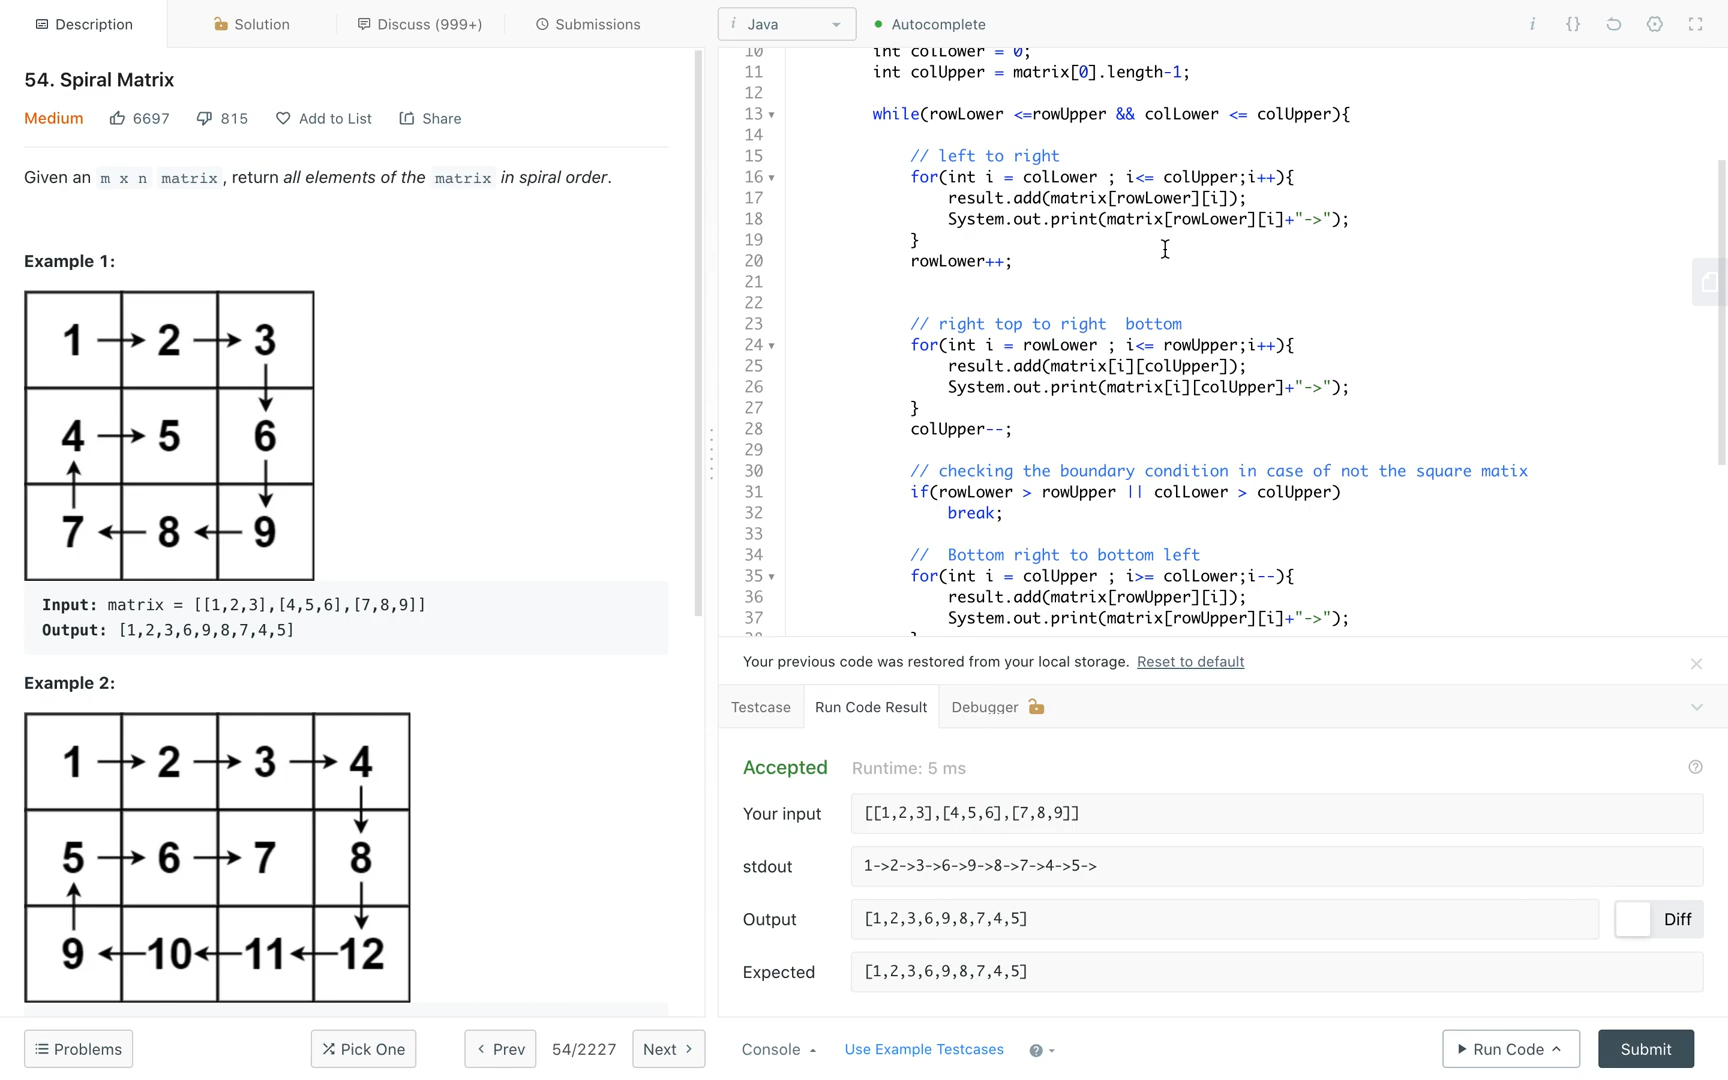 Description
Solution
Discuss (999+)
Submissions
i Java
Autocomplete
i
{}
54. Spiral Matrix
Medium
6697
815
Add to List
Share
Given an m x n matrix, return all elements of the matrix in spiral order.
Example 1:
1 2 3
4 5 6
7 8 9
Input: matrix = [[1,2,3],[4,5,6],[7,8,9]]
Output: [1,2,3,6,9,8,7,4,5]
Example 2:
1 2 3 4
5 6 7 8
9 10 11 12
Problems
Pick One
Prev
54/2227
Next
10 int colLower = 0;
11 int colUpper = matrix[0].length-1;
12
13 while(rowLower <=rowUpper && colLower <= colUpper){
14
15 // left to right
16 for(int i = colLower ; i<= colUpper;i++){
17 result.add(matrix[rowLower][i]);
18 System.out.print(matrix[rowLower][i]+"->");
19 }
20 rowLower++;
21
22
23 // right top to right  bottom
24 for(int i = rowLower ; i<= rowUpper;i++){
25 result.add(matrix[i][colUpper]);
26 System.out.print(matrix[i][colUpper]+"->");
27 }
28 colUpper--;
29
30 // checking the boundary condition in case of not the square matix
31 if(rowLower > rowUpper || colLower > colUpper)
32 break;
33
34 //  Bottom right to bottom left
35 for(int i = colUpper ; i>= colLower;i--){
36 result.add(matrix[rowUpper][i]);
37 System.out.print(matrix[rowUpper][i]+"->");
Your previous code was restored from your local storage. Reset to default
Testcase
Run Code Result
Debugger
Accepted
Runtime: 5 ms
Your input
[[1,2,3],[4,5,6],[7,8,9]]
stdout
1->2->3->6->9->8->7->4->5->
Output
[1,2,3,6,9,8,7,4,5]
Diff
Expected
[1,2,3,6,9,8,7,4,5]
Console
Use Example Testcases
Run Code
Submit